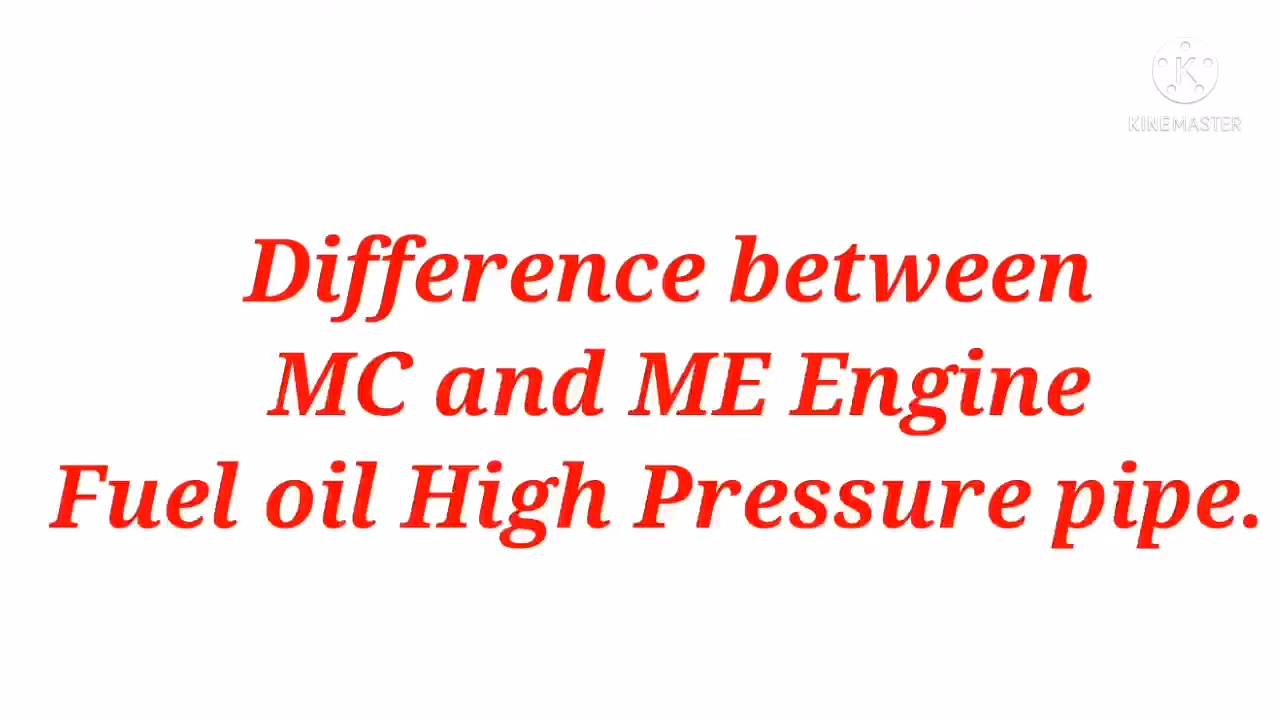 K
KINEMASTER
Difference between
MC and ME Engine
Fuel oil High Pressure pipe.